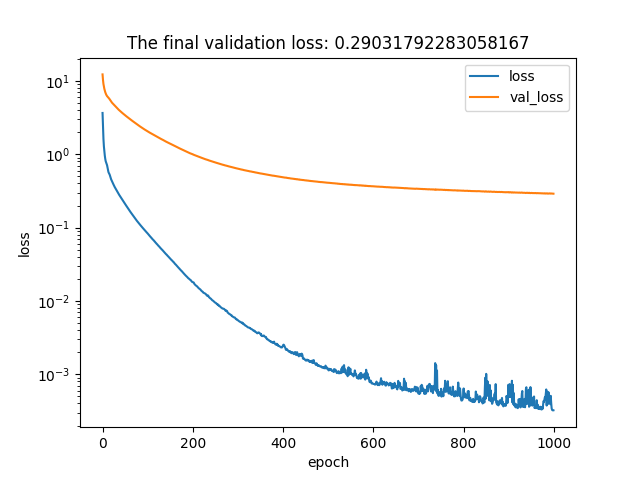 The final validation loss: 0.29031792283058167
loss
val_loss
10¹
10⁰
10⁻¹
10⁻²
10⁻³
loss
0 200 400 600 800 1000
epoch